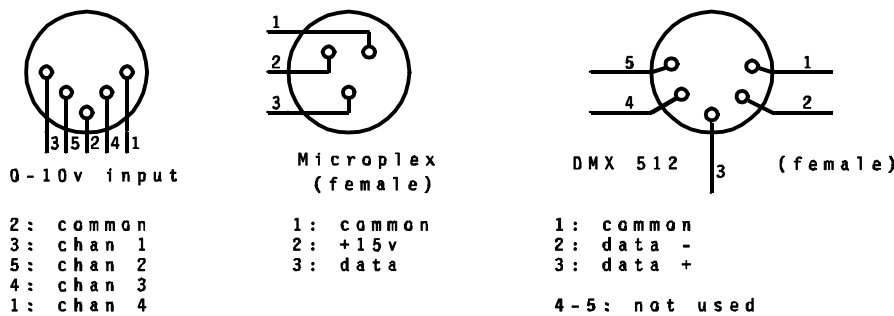 1
2
3
5
4
1
2
3
3 5 2 4 1
0-10v input
2: common
3: chan 1
5: chan 2
4: chan 3
1: chan 4
Microplex
(female)
1: common
2: +15v
3: data
DMX 512 (female)
1: common
2: data -
3: data +
4-5: not used